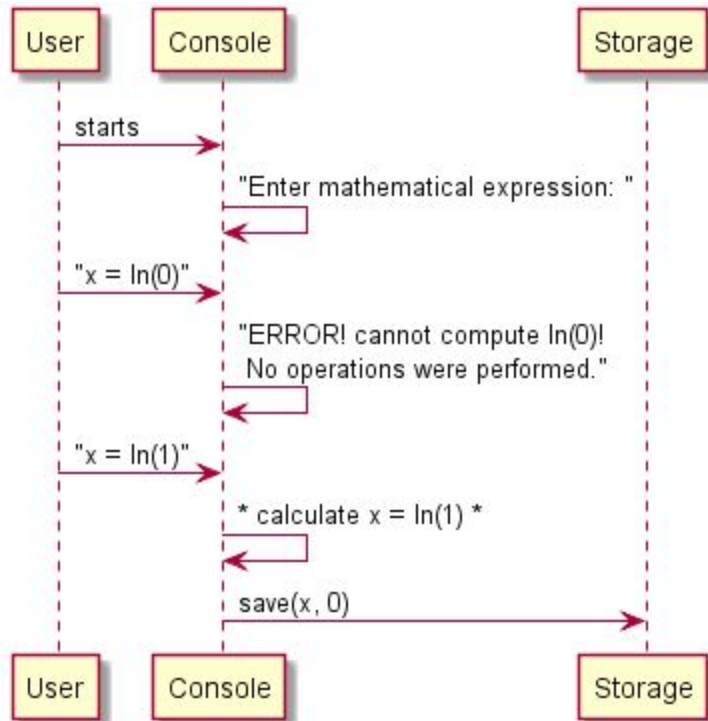 User Console Storage
starts
"Enter mathematical expression: "
"x = ln(0)"
"ERROR! cannot compute ln(0)!
No operations were performed."
"x = ln(1)"
* calculate x = ln(1) *
save(x, 0)
User Console Storage